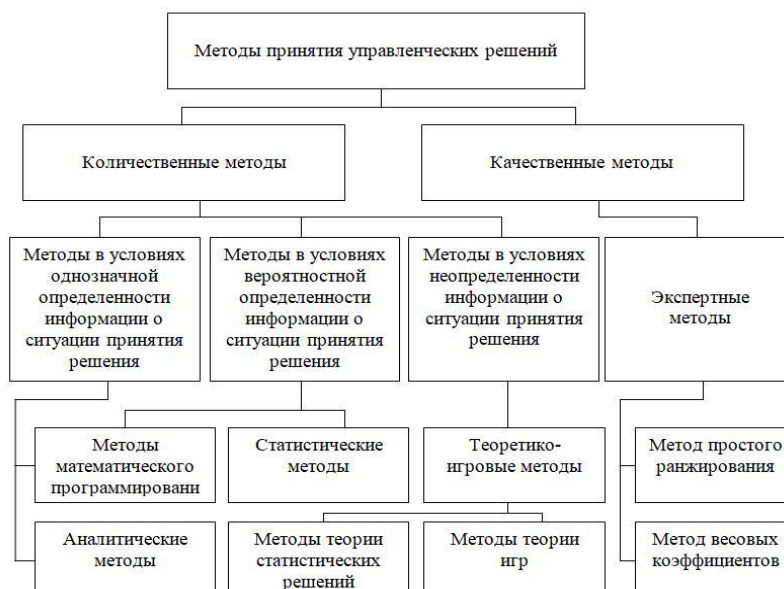 Методы принятия управленческих решений
Количественные методы
Качественные методы
Методы в условиях
однозначной
определенности
информации о
ситуации принятия
решения
Методы в условиях
вероятностной
определенности
информации о
ситуации принятия
решения
Методы в условиях
неопределенности
информации о
ситуации принятия
решения
Экспертные
методы
Методы
математического
программировани
Статистические
методы
Теоретико-
игровые методы
Метод простого
ранжирования
Аналитические
методы
Методы теории
статистических
решений
Методы теории
игр
Метод весовых
коэффициентов